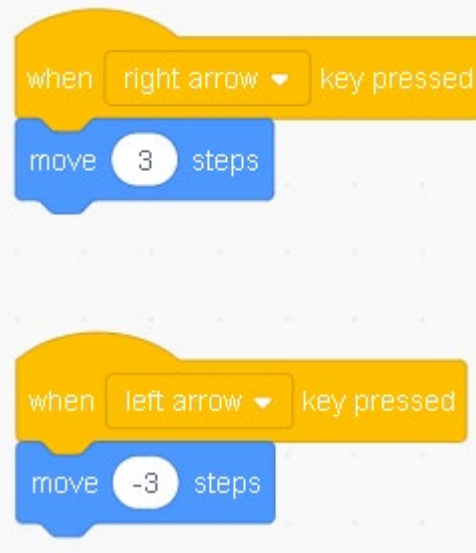 when right arrow key pressed
move 3 steps
when left arrow key pressed
move -3 steps